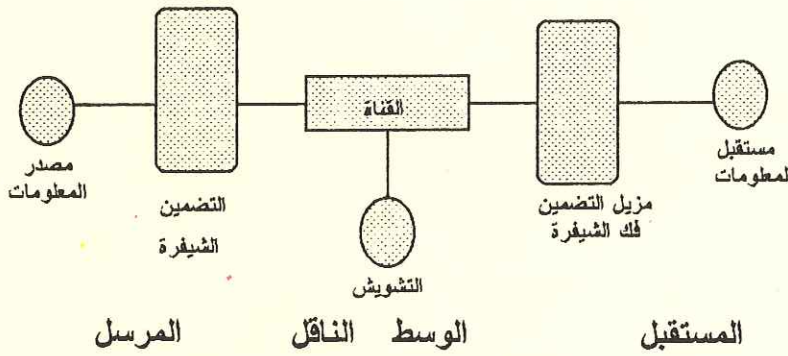 القناة
مصدر
المعلومات
التضمين
الشيفرة
التشويش
مزيل التضمين
فك الشيفرة
مستقبل
لمعلومات
المرسل
الوسط الناقل
المستقبل